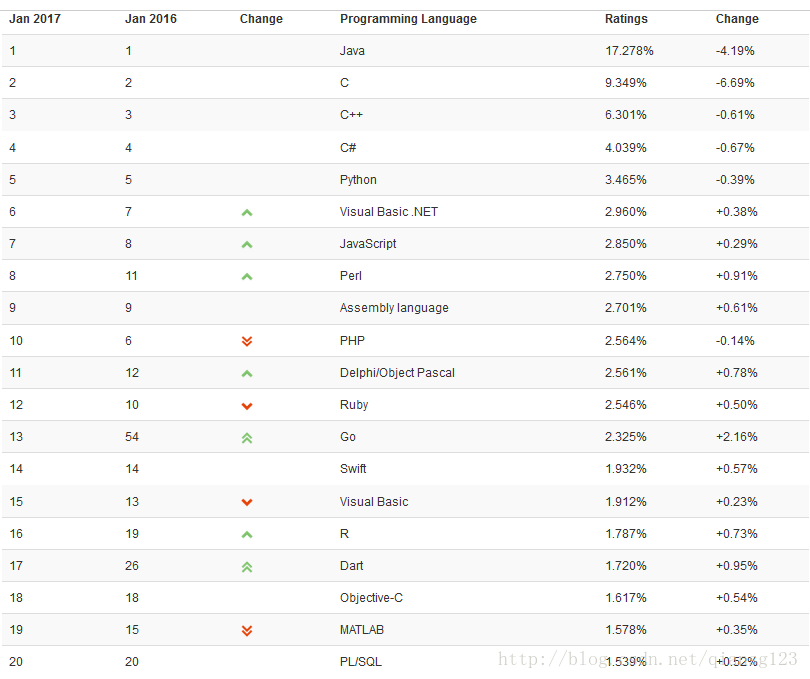 Jan 2017 Jan 2016 Change Programming Language Ratings Change
1 1 Java 17.278% -4.19%
2 2 C 9.349% -6.69%
3 3 C++ 6.301% -0.61%
4 4 C# 4.039% -0.67%
5 5 Python 3.465% -0.39%
6 7 Visual Basic .NET 2.960% +0.38%
7 8 JavaScript 2.850% +0.29%
8 11 Perl 2.750% +0.91%
9 9 Assembly language 2.701% +0.61%
10 6 PHP 2.564% -0.14%
11 12 Delphi/Object Pascal 2.561% +0.78%
12 10 Ruby 2.546% +0.50%
13 54 Go 2.325% +2.16%
14 14 Swift 1.932% +0.57%
15 13 Visual Basic 1.912% +0.23%
16 19 R 1.787% +0.73%
17 26 Dart 1.720% +0.95%
18 18 Objective-C 1.617% +0.54%
19 15 MATLAB 1.578% +0.35%
20 20 PL/SQL 1.539% +0.52%